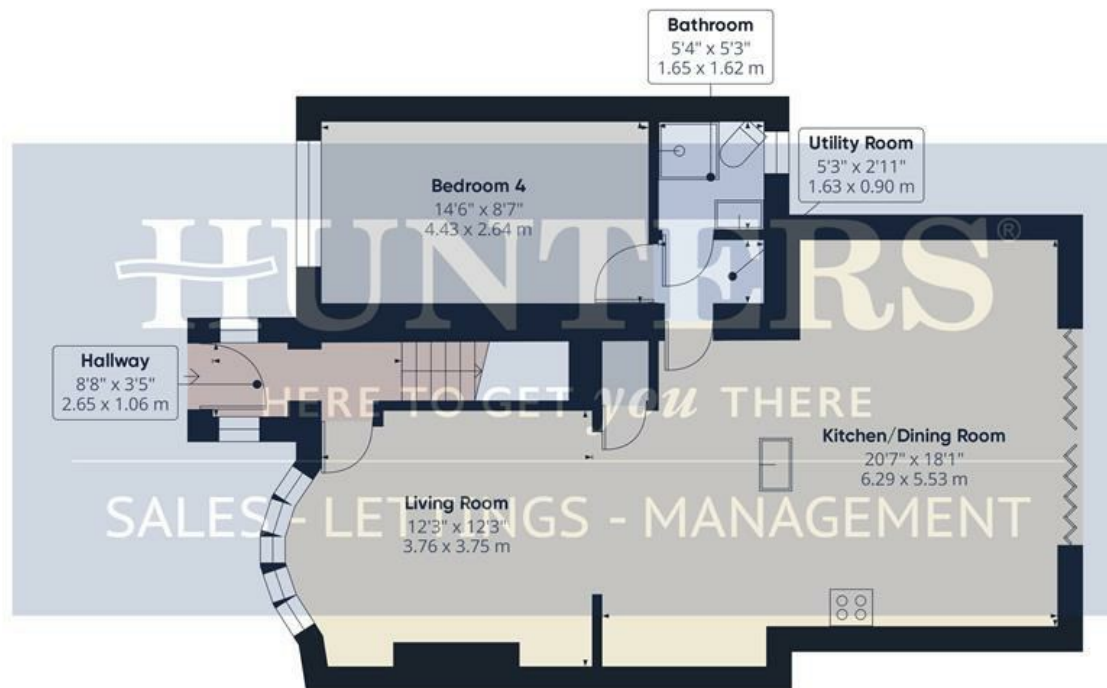 Bathroom
5'4" x 5'3"
1.65 x 1.62 m
Utility Room
5'3" x 2'11"
1.63 x 0.90 m
Bedroom 4
14'6" x 8'7"
4.43 x 2.64 m
HUNTERS®
HERE TO GET you THERE
SALES - LETTINGS - MANAGEMENT
Hallway
8'8" x 3'5"
2.65 x 1.06 m
Kitchen/Dining Room
20'7" x 18'1"
6.29 x 5.53 m
Living Room
12'3" x 12'3"
3.76 x 3.75 m